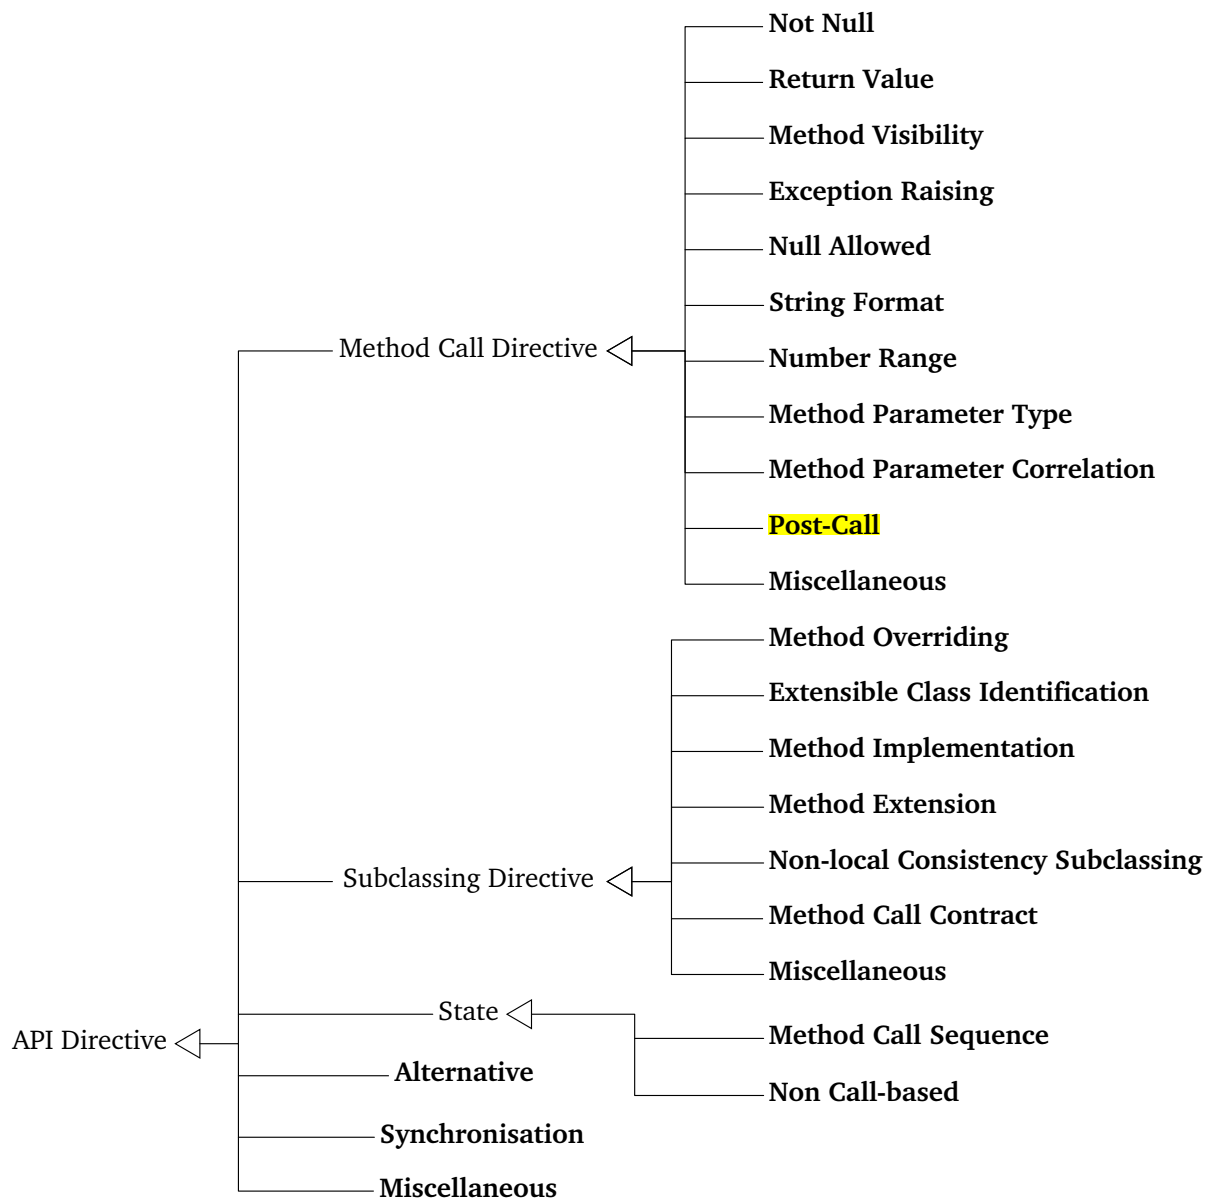 Not Null
Return Value
Method Visibility
Exception Raising
Null Allowed
String Format
Method Call Directive
Number Range
Method Parameter Type
Method Parameter Correlation
Post-Call
Miscellaneous
Method Overriding
Extensible Class Identification
Method Implementation
Method Extension
Non-local Consistency Subclassing
Subclassing Directive
Method Call Contract
Miscellaneous
State
Method Call Sequence
API Directive
Alternative
Non Call-based
Synchronisation
Miscellaneous